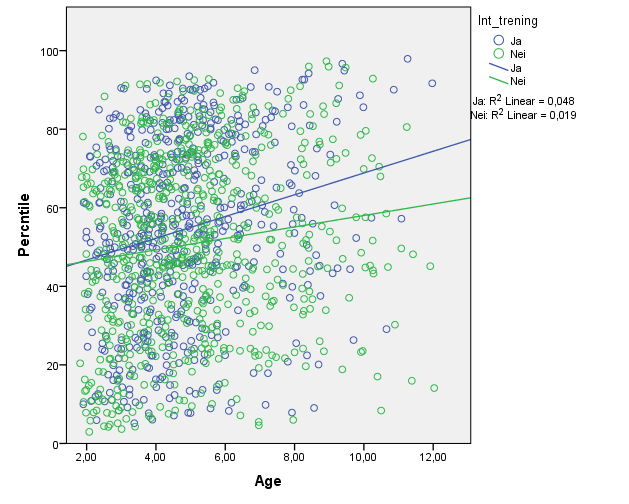 Int_trening
Ja
Nei
Ja
Nei
Ja: R² Linear = 0,048
Nei: R² Linear = 0,019
100
80
60
40
20
0
Percntile
2,00 4,00 6,00 8,00 10,00 12,00
Age